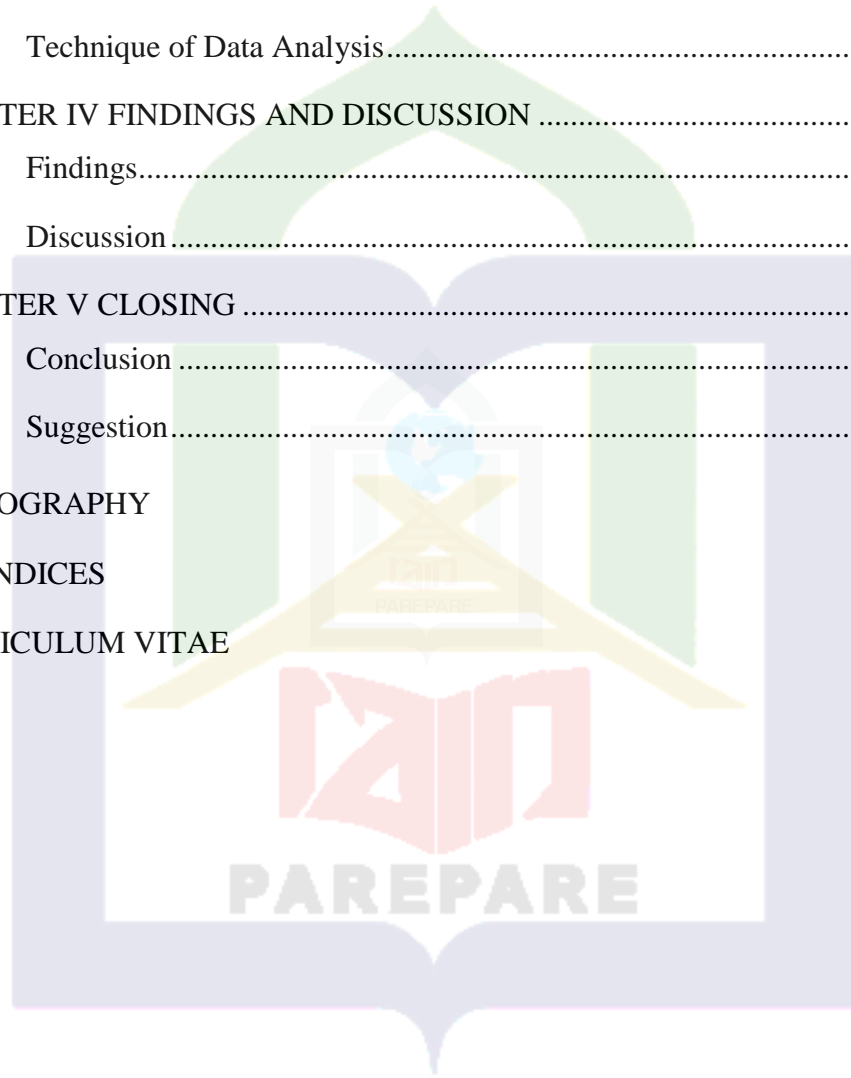 Technique of Data Analysis................................................................
TER IV FINDINGS AND DISCUSSION ...........................................
Findings.............................................................................................
Discussion.........................................................................................
TER V CLOSING ...............................................................................
Conclusion ........................................................................................
Suggestion.........................................................................................
OGRAPHY
NDICES
ICULUM VITAE
PAREPARE
iain
PAREPARE